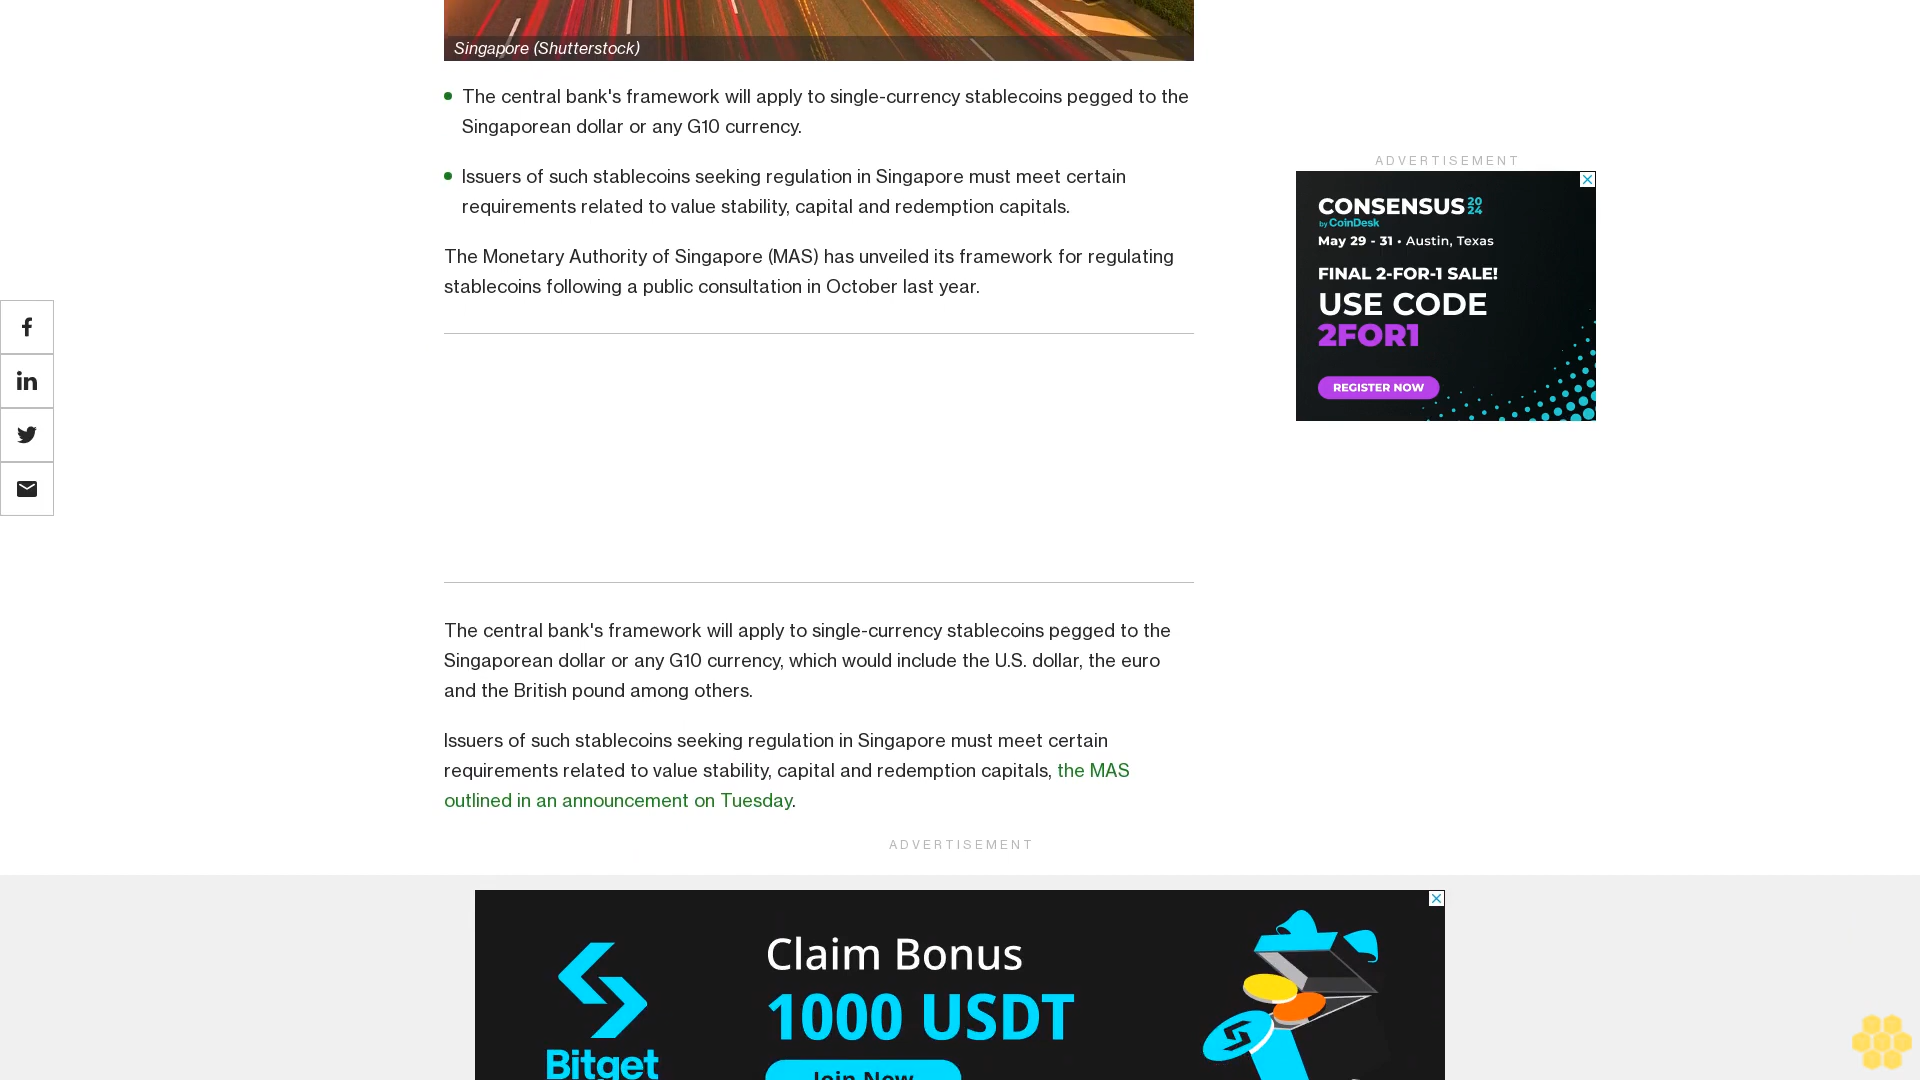 Singapore (Shutterstock)
The central bank's framework will apply to single-currency stablecoins pegged to the
Singaporean dollar or any G10 currency.
Issuers of such stablecoins seeking regulation in Singapore must meet certain
requirements related to value stability, capital and redemption capitals.
The Monetary Authority of Singapore (MAS) has unveiled its framework for regulating
stablecoins following a public consultation in October last year.
The central bank's framework will apply to single-currency stablecoins pegged to the
Singaporean dollar or any G10 currency, which would include the U.S. dollar, the euro
and the British pound among others.
Issuers of such stablecoins seeking regulation in Singapore must meet certain
requirements related to value stability, capital and redemption capitals, the MAS
outlined in an announcement on Tuesday.
ADVERTISEMENT
CONSENSUS 2024
by CoinDesk
May 29 - 31 • Austin, Texas
FINAL 2-FOR-1 SALE!
USE CODE
2FOR1
REGISTER NOW
ADVERTISEMENT
Claim Bonus
1000 USDT
Bitget
Join Now